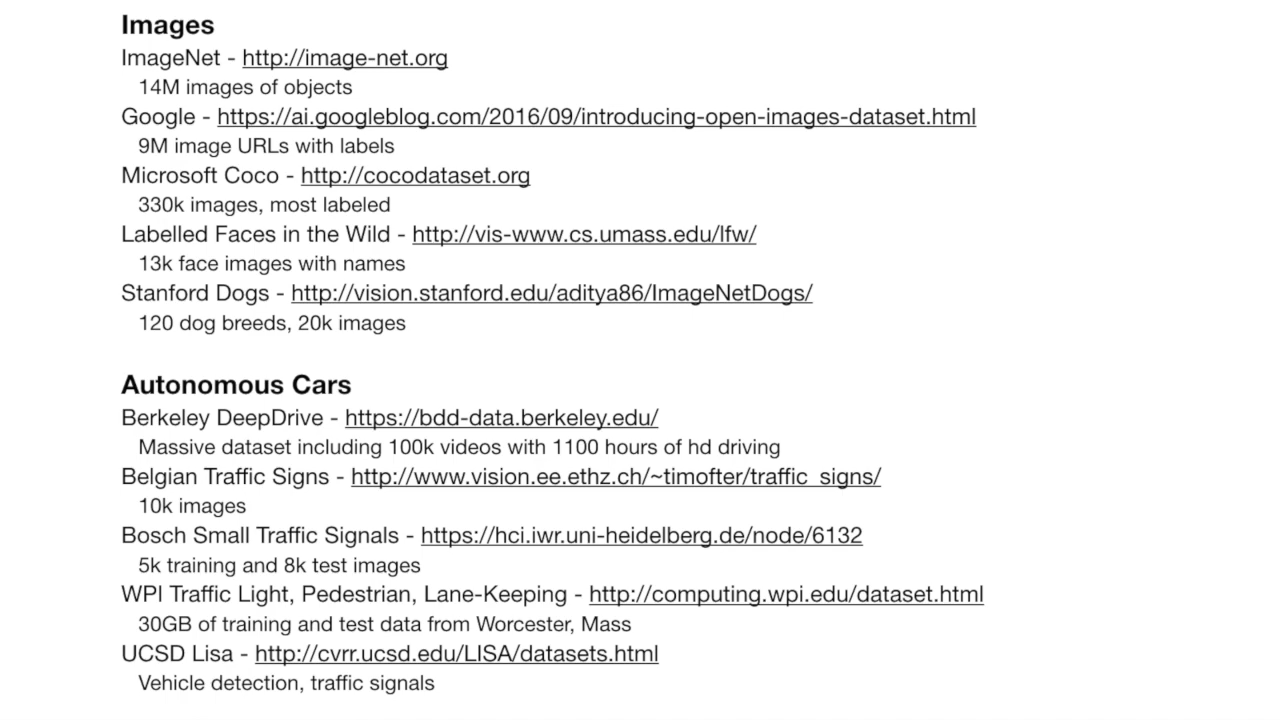 Images
ImageNet - http://image-net.org
14M images of objects
Google - https://ai.googleblog.com/2016/09/introducing-open-images-dataset.html
9M image URLs with labels
Microsoft Coco - http://cocodataset.org
330k images, most labeled
Labelled Faces in the Wild - http://vis-www.cs.umass.edu/lfw/
13k face images with names
Stanford Dogs - http://vision.stanford.edu/aditya86/ImageNetDogs/
120 dog breeds, 20k images
Autonomous Cars
Berkeley DeepDrive - https://bdd-data.berkeley.edu/
Massive dataset including 100k videos with 1100 hours of hd driving
Belgian Traffic Signs - http://www.vision.ee.ethz.ch/~timofter/traffic_signs/
10k images
Bosch Small Traffic Signals - https://hci.iwr.uni-heidelberg.de/node/6132
5k training and 8k test images
WPI Traffic Light, Pedestrian, Lane-Keeping - http://computing.wpi.edu/dataset.html
30GB of training and test data from Worcester, Mass
UCSD Lisa - http://cvrr.ucsd.edu/LISA/datasets.html
Vehicle detection, traffic signals